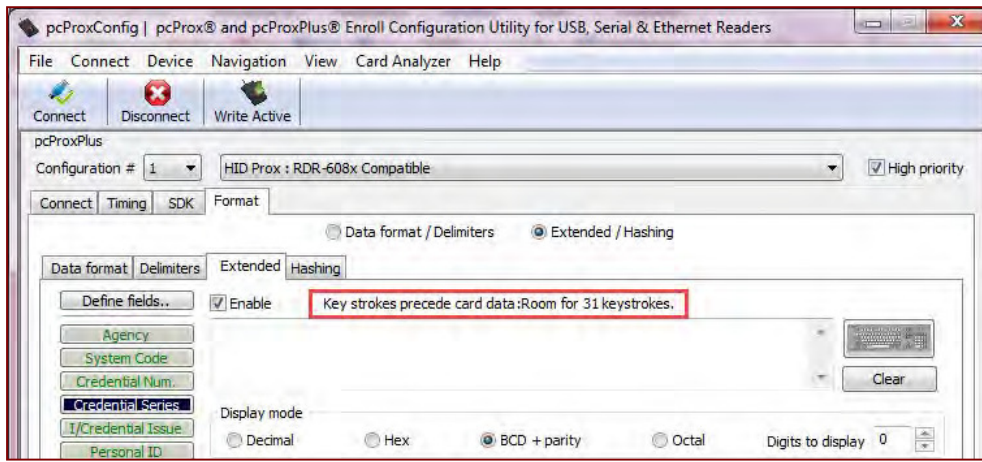 pcProxConfig | pcProx® and pcProxPlus® Enroll Configuration Utility for USB, Serial & Ethernet Readers
File Connect Device Navigation View Card Analyzer Help
Connect Disconnect Write Active
pcProxPlus
Configuration # 1 HID Prox : RDR-608x Compatible High priority
Connect Timing SDK Format
Data format / Delimiters Extended / Hashing
Data format Delimiters Extended Hashing
Define fields.. Enable Key strokes precede card data:Room for 31 keystrokes.
Agency
System Code
Credential Num. Clear
Credential Series
Display mode
I/Credential Issue
Decimal Hex BCD + parity Octal Digits to display 0
Personal ID